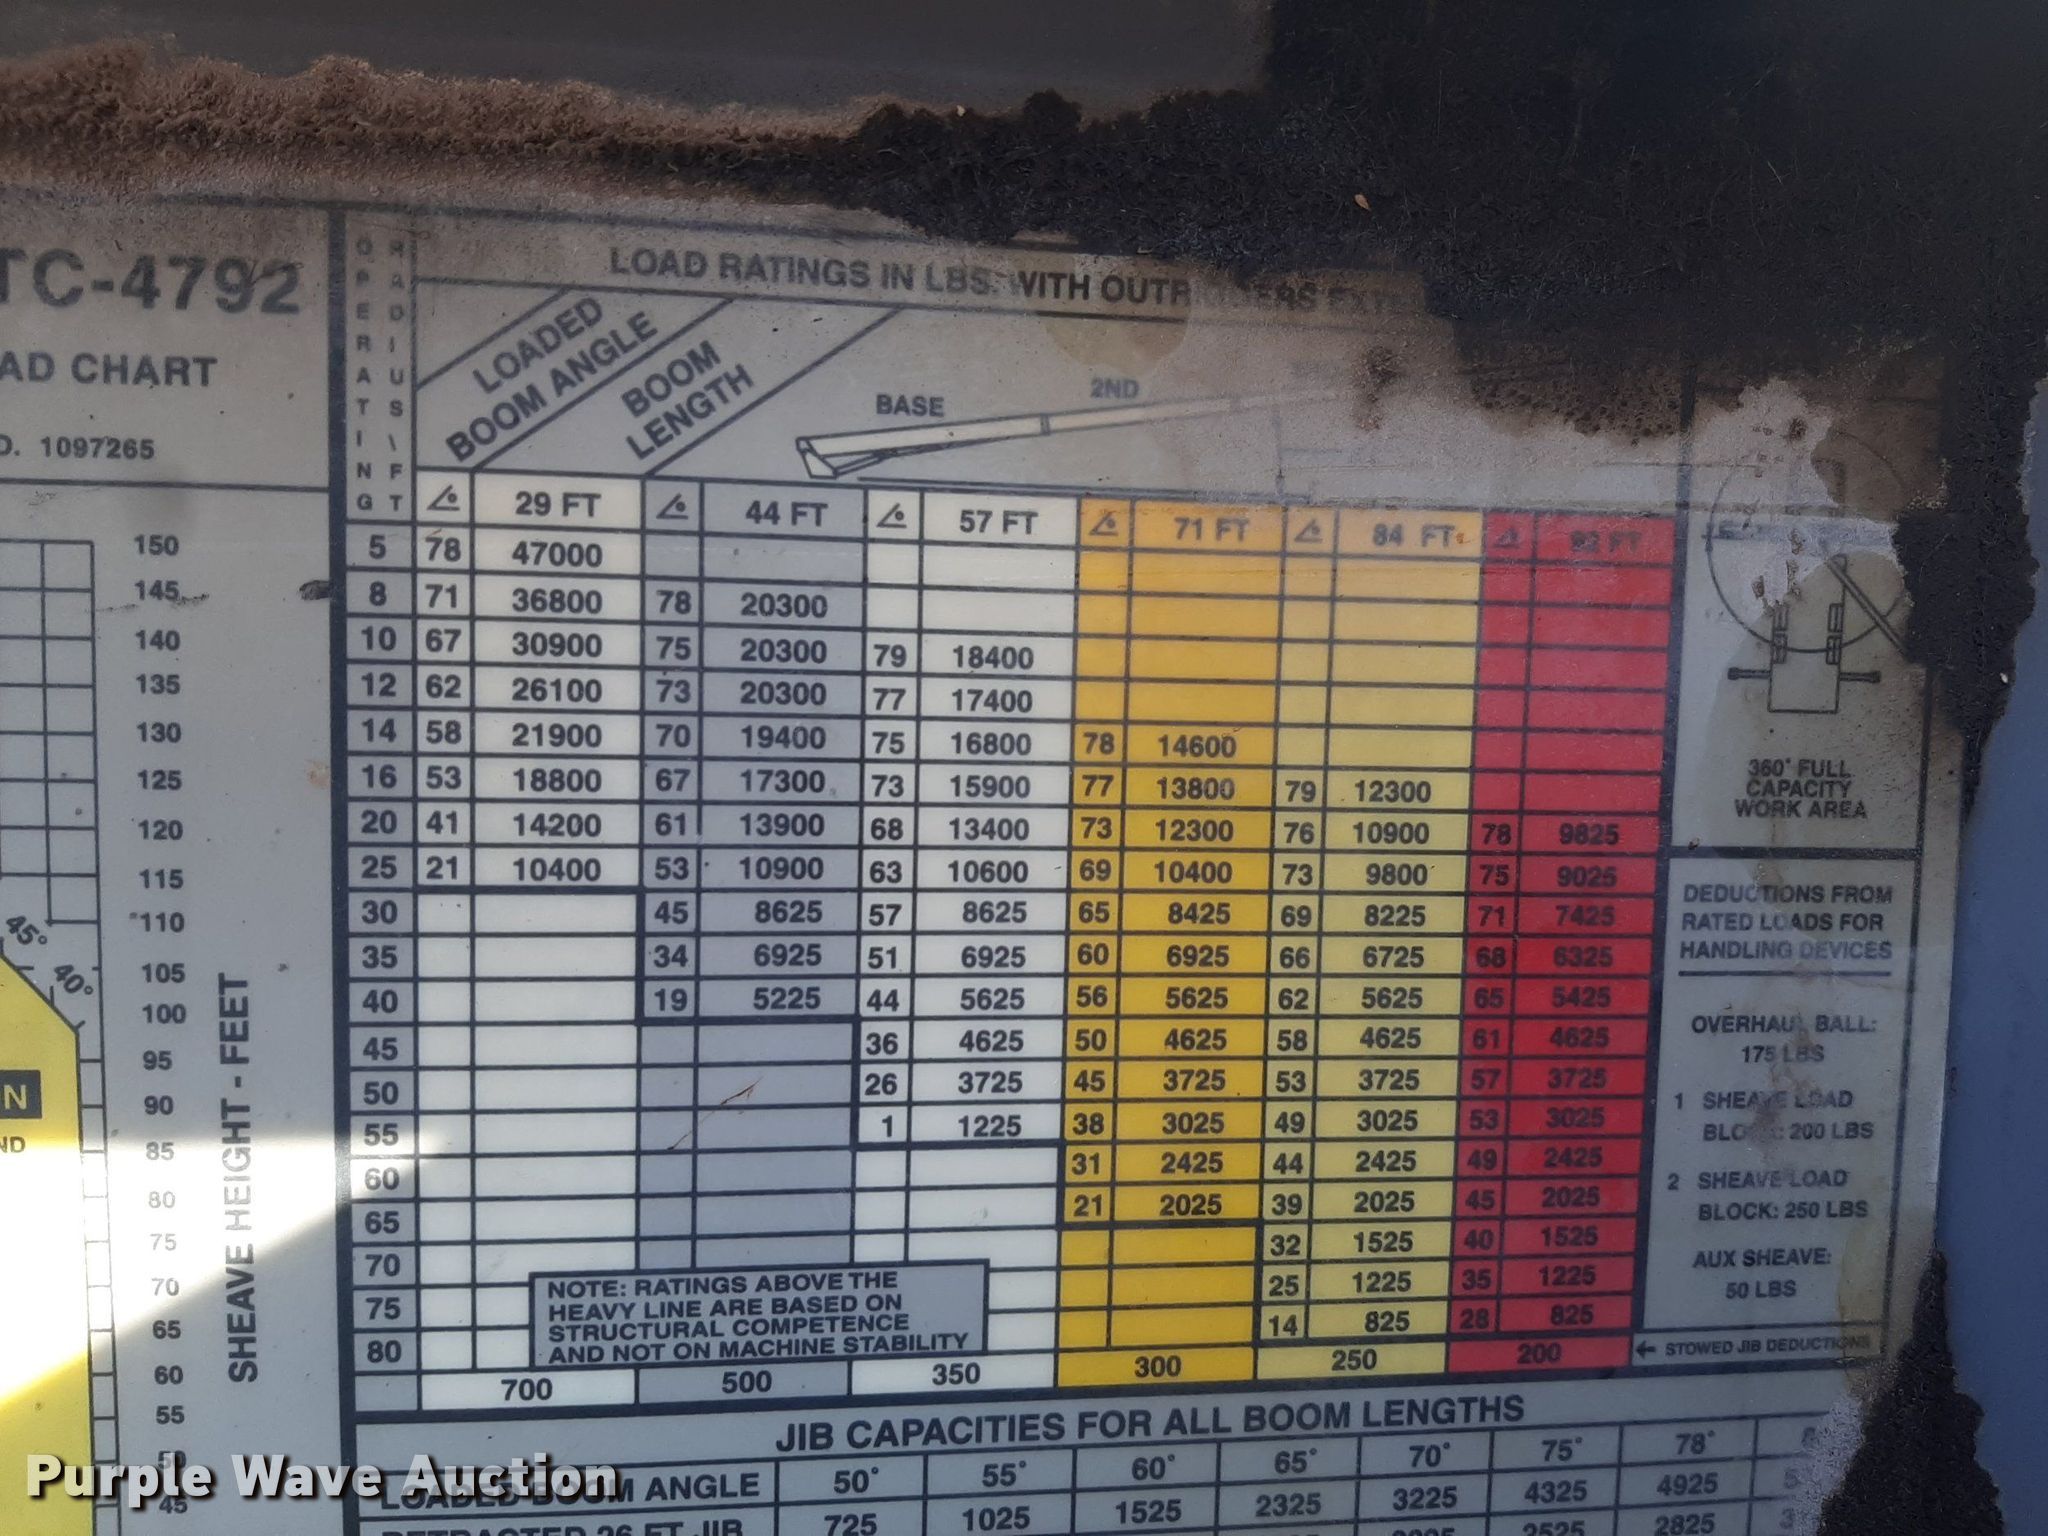 TC-4792
AD CHART
D. 1097265
OPERATING
RADIUS\FT
LOAD RATINGS IN LBS. WITH OUTR
LOADED
BOOM ANGLE
BOOM
LENGTH
BASE
2ND
29 FT 44 FT 57 FT 71 FT 84 FT 92 FT
5 78 47000
8 71 36800 78 20300
10 67 30900 75 20300 79 18400
12 62 26100 73 20300 77 17400
14 58 21900 70 19400 75 16800 78 14600
16 53 18800 67 17300 73 15900 77 13800 79 12300
20 41 14200 61 13900 68 13400 73 12300 76 10900 78 9825
25 21 10400 53 10900 63 10600 69 10400 73 9800 75 9025
30 45 8625 57 8625 65 8425 69 8225 71 7425
35 34 6925 51 6925 60 6925 66 6725 68 6325
40 19 5225 44 5625 56 5625 62 5625 65 5425
45 36 4625 50 4625 58 4625 61 4625
50 26 3725 45 3725 53 3725 57 3725
55 1 1225 38 3025 49 3025 53 3025
60 31 2425 44 2425 49 2425
65 21 2025 39 2025 45 2025
70 32 1525 40 1525
75 25 1225 35 1225
80 14 825 28 825
NOTE: RATINGS ABOVE THE
HEAVY LINE ARE BASED ON
STRUCTURAL COMPETENCE
AND NOT ON MACHINE STABILITY
700 500 350 300 250 200 ← STOWED JIB DEDUCTIONS
360° FULL
CAPACITY
WORK AREA
DEDUCTIONS FROM
RATED LOADS FOR
HANDLING DEVICES
OVERHAUL BALL:
175 LBS
1 SHEAVE LOAD
BLOCK: 200 LBS
2 SHEAVE LOAD
BLOCK: 250 LBS
AUX SHEAVE:
50 LBS
150
145
140
135
130
125
120
115
110
105
100
95
90
85
80
75
70
65
60
55
50
45
45°
40°
SHEAVE HEIGHT - FEET
N
ND
JIB CAPACITIES FOR ALL BOOM LENGTHS
LOADED BOOM ANGLE 50° 55° 60° 65° 70° 75° 78°
RETRACTED 26 FT JIB 725 1025 1525 2325 3225 4325 4925
2525 2825
Purple Wave Auction